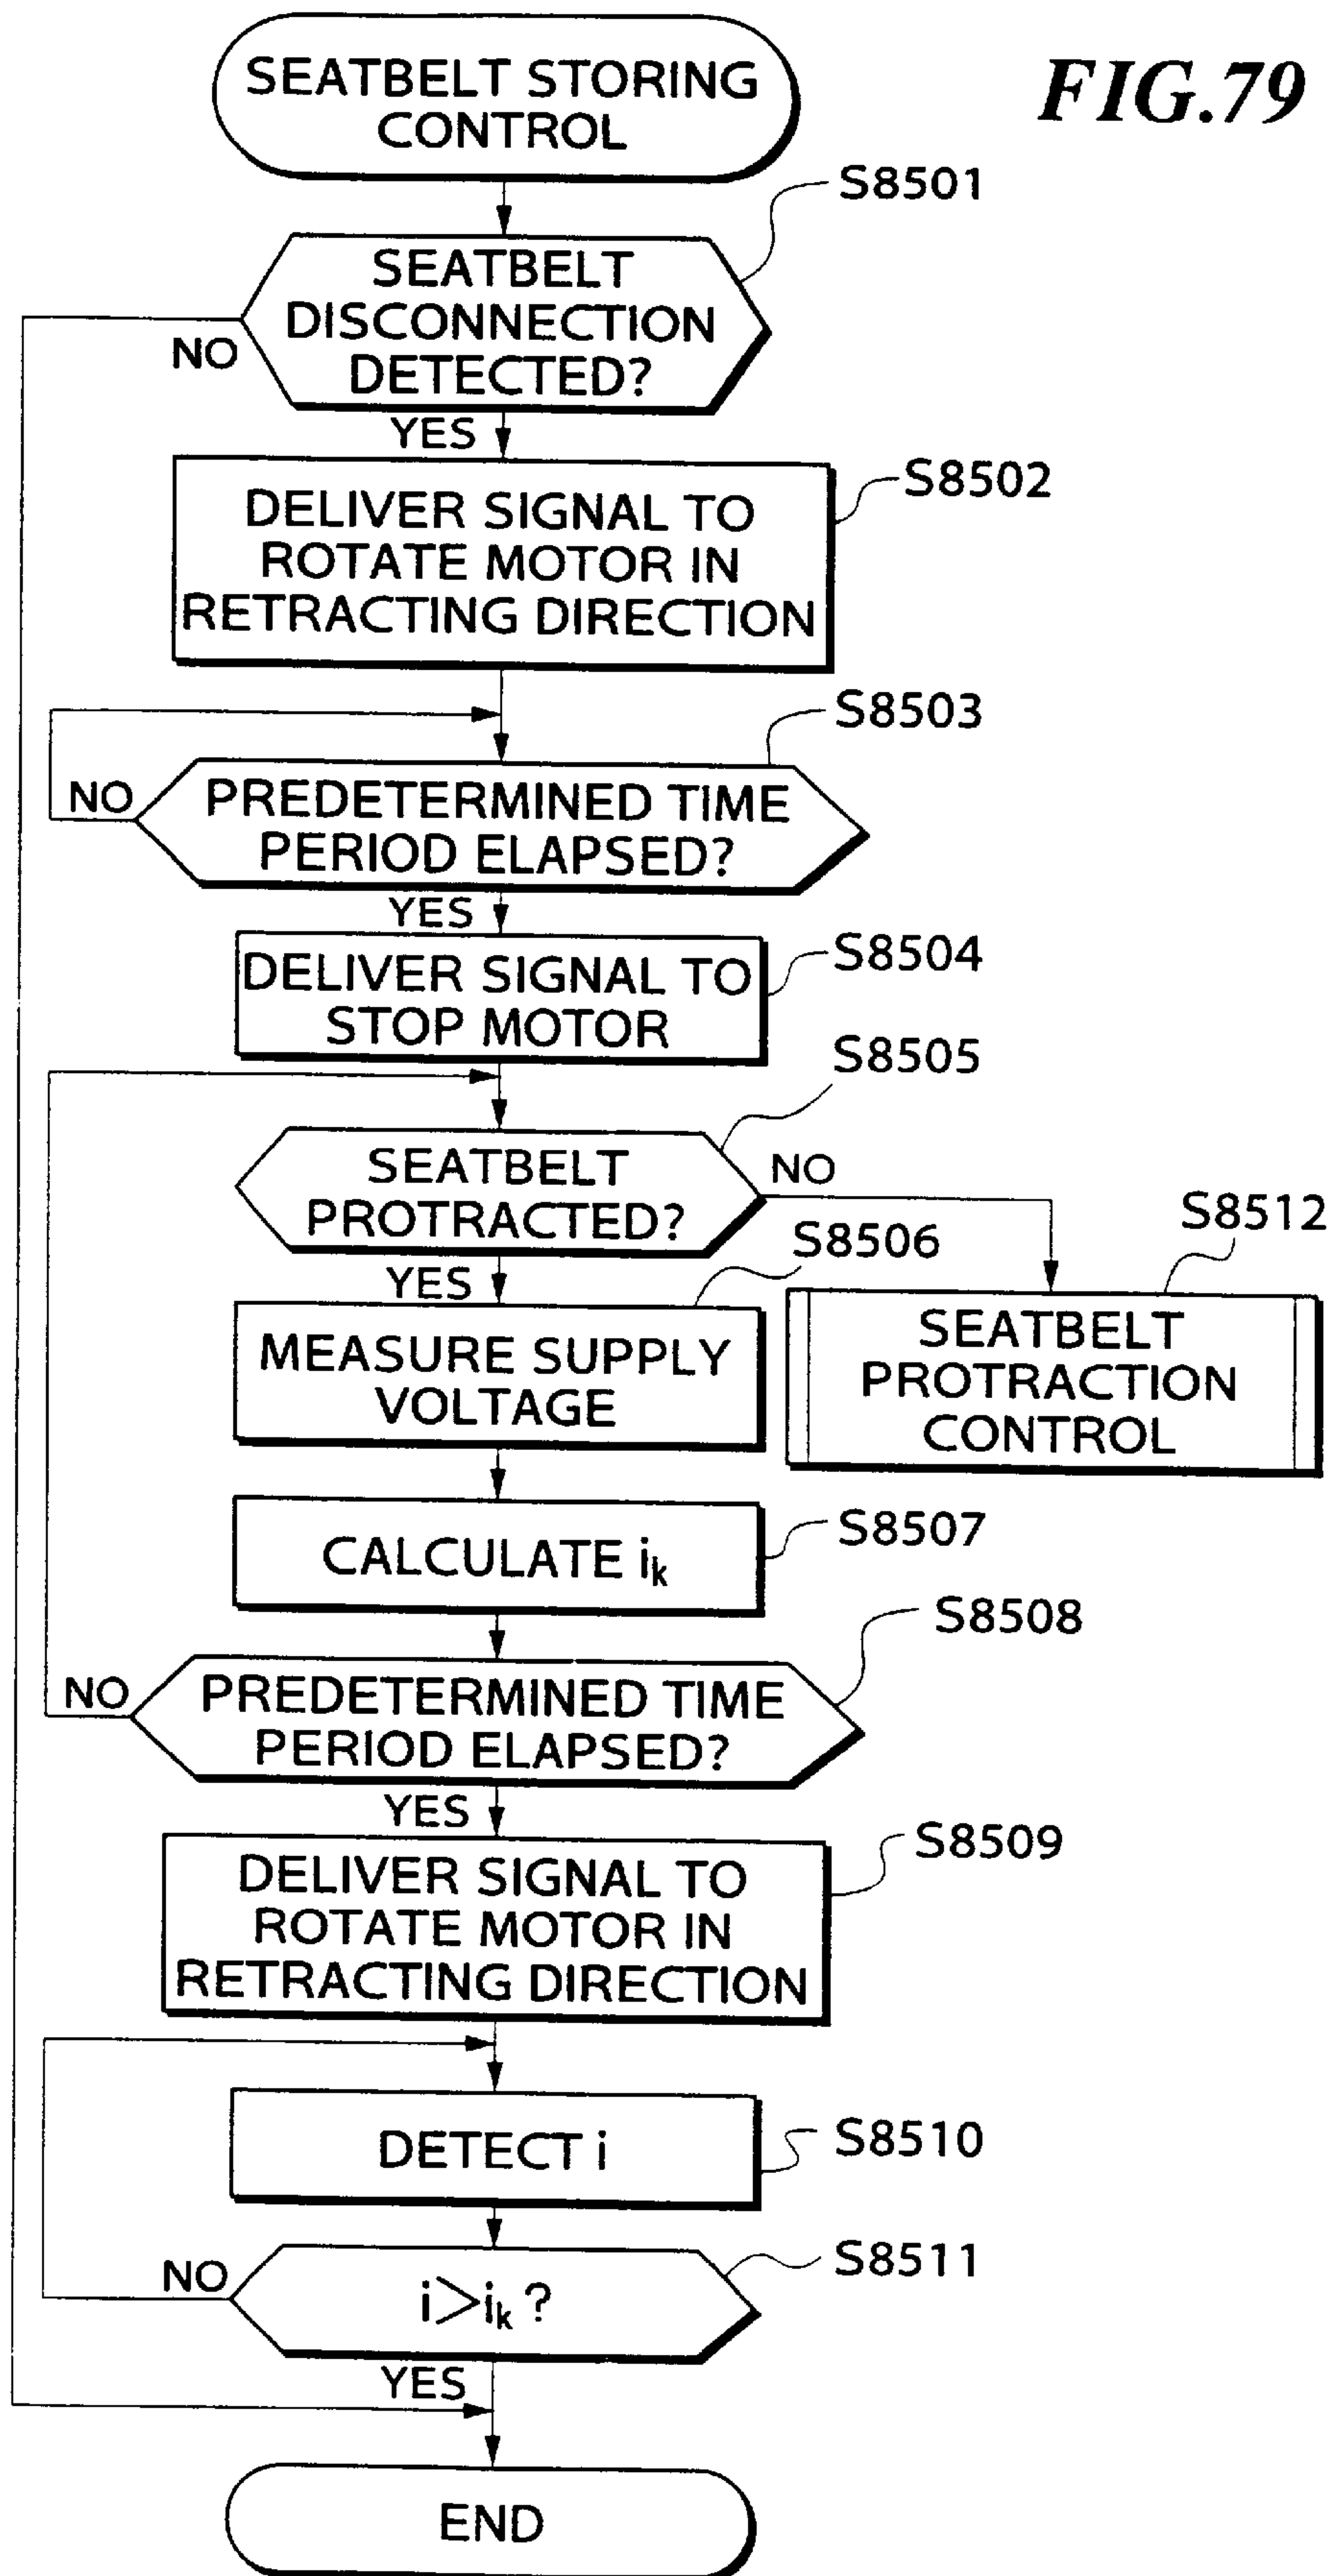 FIG.79
SEATBELT STORING
CONTROL
S8501
SEATBELT
DISCONNECTION
DETECTED?
NO
YES
S8502
DELIVER SIGNAL TO
ROTATE MOTOR IN
RETRACTING DIRECTION
S8503
NO
PREDETERMINED TIME
PERIOD ELAPSED?
YES
S8504
DELIVER SIGNAL TO
STOP MOTOR
S8505
SEATBELT
PROTRACTED?
NO
S8512
SEATBELT
PROTRACTION
CONTROL
YES
S8506
MEASURE SUPPLY
VOLTAGE
S8507
CALCULATE ik
S8508
NO
PREDETERMINED TIME
PERIOD ELAPSED?
YES
S8509
DELIVER SIGNAL TO
ROTATE MOTOR IN
RETRACTING DIRECTION
S8510
DETECT i
S8511
NO
i>ik?
YES
END